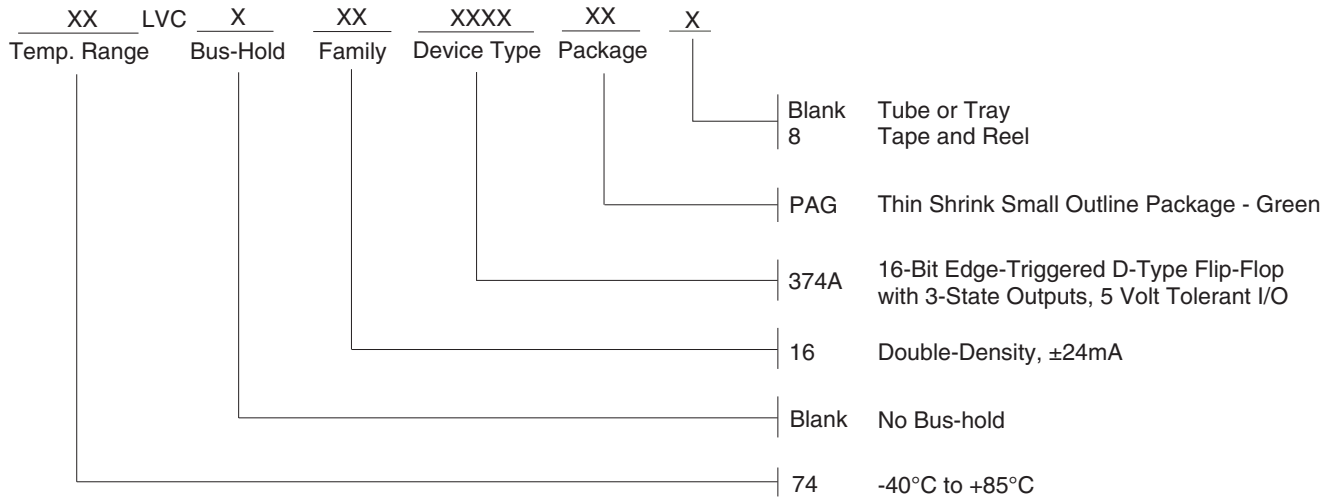 XX LVC X XX XXXX XX X
Temp. Range Bus-Hold Family Device Type Package
Blank Tube or Tray
8 Tape and Reel
PAG Thin Shrink Small Outline Package - Green
374A 16-Bit Edge-Triggered D-Type Flip-Flop
with 3-State Outputs, 5 Volt Tolerant I/O
16 Double-Density, ±24mA
Blank No Bus-hold
74 -40°C to +85°C